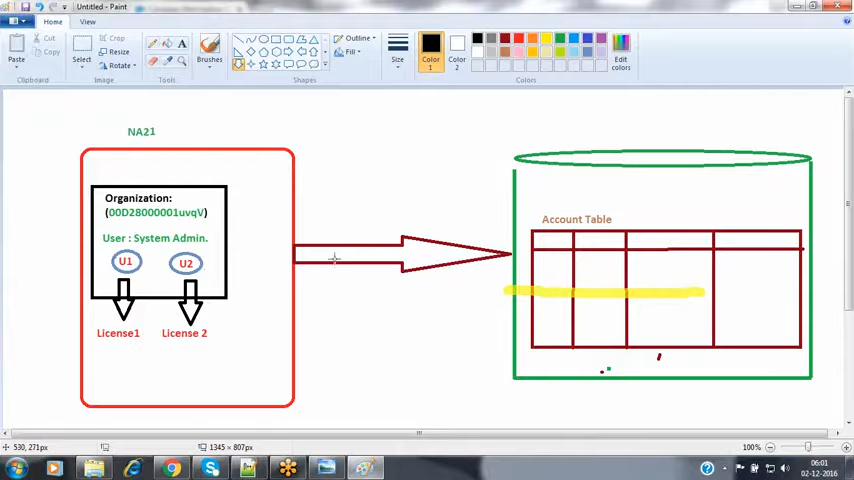 Untitled - Paint
Home View
Cut
Copy
Paste
Clipboard
Select
Crop
Resize
Rotate
Image
Tools
Brushes
Outline
Fill
Shapes
Size
Color 1
Color 2
Edit colors
Colors
NA21
Organization:
(00D28000001uvqV)
User : System Admin.
U1 U2
License1 License 2
Account Table
530, 271px
1345 × 807px
100%
06:01
02-12-2016